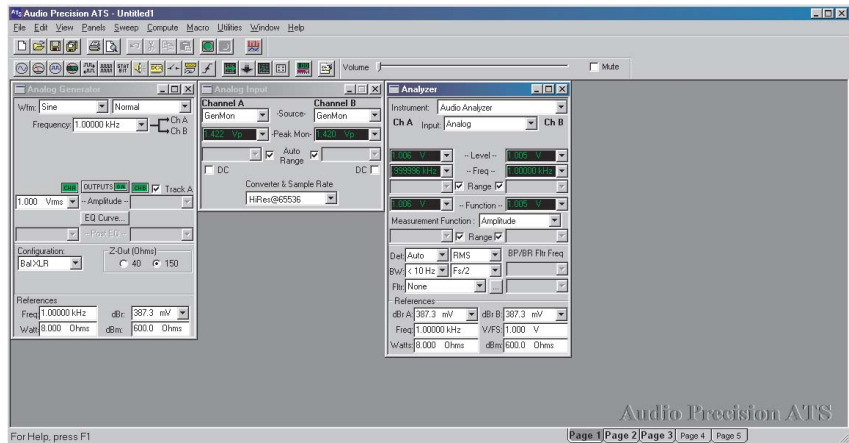 Audio Precision ATS - Untitled1
File Edit View Panels Sweep Compute Macro Utilities Window Help
Volume Mute
Analog Generator
Wfm: Sine Normal
Frequency: 1.00000 kHz Ch A
Ch B
CHA OUTPUTS ON CHB Track A
1.000 Vrms -- Amplitude --
EQ Curve...
-- Post EQ --
Configuration: Z-Out (Ohms)
Bal XLR 40 150
References
Freq: 1.00000 kHz dBr: 387.3 mV
Watts: 8.000 Ohms dBm: 600.0 Ohms
Analog Input
Channel A Channel B
GenMon -Source- GenMon
1.422 Vp -Peak Mon- 1.420 Vp
Auto
Range
DC DC
Converter & Sample Rate
HiRes@65536
Analyzer
Instrument: Audio Analyzer
Ch A Input: Analog Ch B
1.006 V -- Level -- 1.005 V
.999996 kHz -- Freq -- 1.00000 kHz
Range
1.006 V -- Function -- 1.005 V
Measurement Function: Amplitude
Range
Det: Auto RMS BP/BR Fltr Freq
BW: < 10 Hz Fs/2
Fltr: None ...
References
dBr A: 387.3 mV dBr B: 387.3 mV
Freq: 1.00000 kHz V/FS: 1.000 V
Watts: 8.000 Ohms dBm: 600.0 Ohms
Audio Precision ATS
For Help, press F1
Page 1 Page 2 Page 3 Page 4 Page 5